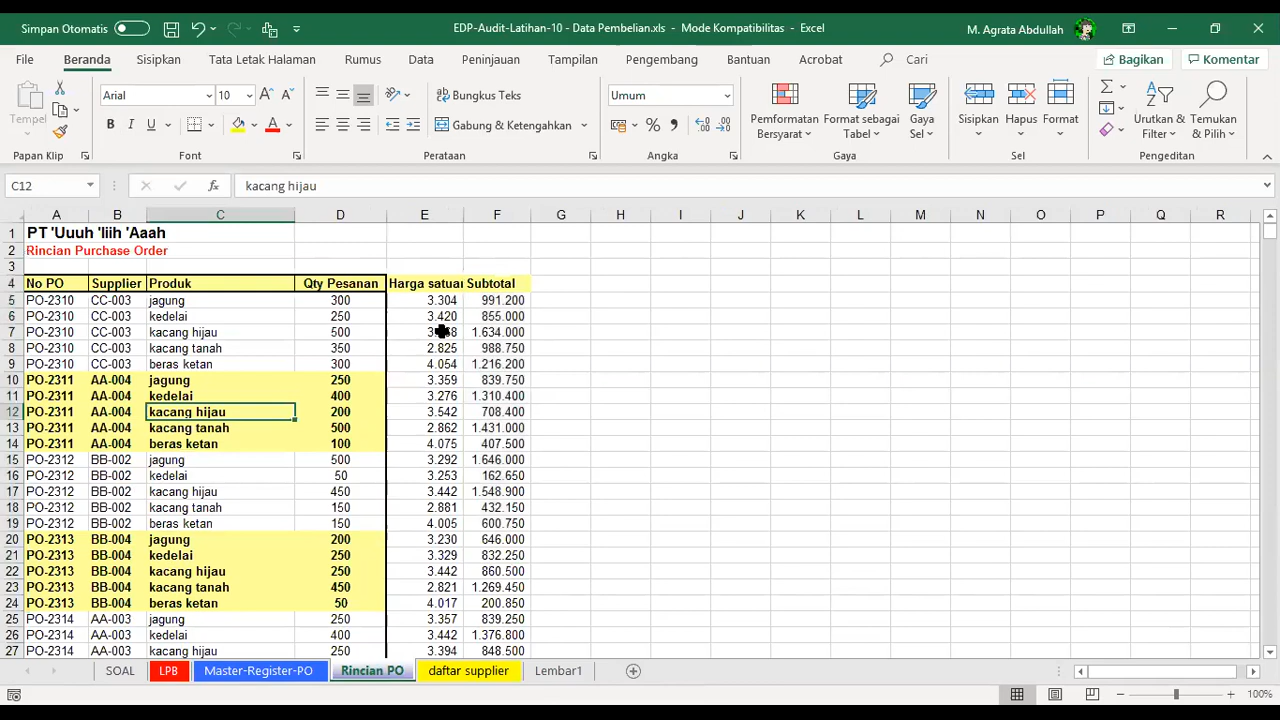 Simpan Otomatis EDP-Audit-Latihan-10 - Data Pembelian.xls - Mode Kompatibilitas - Excel M. Agrata Abdullah
File Beranda Sisipkan Tata Letak Halaman Rumus Data Peninjauan Tampilan Pengembang Bantuan Acrobat Cari Bagikan Komentar
Tempel Arial 10 Bungkus Teks Umum
Gabung & Ketengahkan
Pemformatan Bersyarat Format sebagai Tabel Gaya Sel Sisipkan Hapus Format Urutkan & Filter Temukan & Pilih
Papan Klip Font Perataan Angka Gaya Sel Pengeditan
C12 fx kacang hijau
A B C D E F G H I J K L M N O P Q R
1 PT 'Uuuh 'Iiih 'Aaah
2 Rincian Purchase Order
3
4 No PO Supplier Produk Qty Pesanan Harga satuan Subtotal
5 PO-2310 CC-003 jagung 300 3.304 991.200
6 PO-2310 CC-003 kedelai 250 3.420 855.000
7 PO-2310 CC-003 kacang hijau 500 1.634.000
8 PO-2310 CC-003 kacang tanah 350 2.825 988.750
9 PO-2310 CC-003 beras ketan 300 4.054 1.216.200
10 PO-2311 AA-004 jagung 250 3.359 839.750
11 PO-2311 AA-004 kedelai 400 3.276 1.310.400
12 PO-2311 AA-004 kacang hijau 200 3.542 708.400
13 PO-2311 AA-004 kacang tanah 500 2.862 1.431.000
14 PO-2311 AA-004 beras ketan 100 4.075 407.500
15 PO-2312 BB-002 jagung 500 3.292 1.646.000
16 PO-2312 BB-002 kedelai 50 3.253 162.650
17 PO-2312 BB-002 kacang hijau 450 3.442 1.548.900
18 PO-2312 BB-002 kacang tanah 150 2.881 432.150
19 PO-2312 BB-002 beras ketan 150 4.005 600.750
20 PO-2313 BB-004 jagung 200 3.230 646.000
21 PO-2313 BB-004 kedelai 250 3.329 832.250
22 PO-2313 BB-004 kacang hijau 250 3.442 860.500
23 PO-2313 BB-004 kacang tanah 450 2.821 1.269.450
24 PO-2313 BB-004 beras ketan 50 4.017 200.850
25 PO-2314 AA-003 jagung 250 3.357 839.250
26 PO-2314 AA-003 kedelai 400 3.442 1.376.800
27 PO-2314 AA-003 kacang hijau 250 3.394 848.500
SOAL LPB Master-Register-PO Rincian PO daftar supplier Lembar1
100%